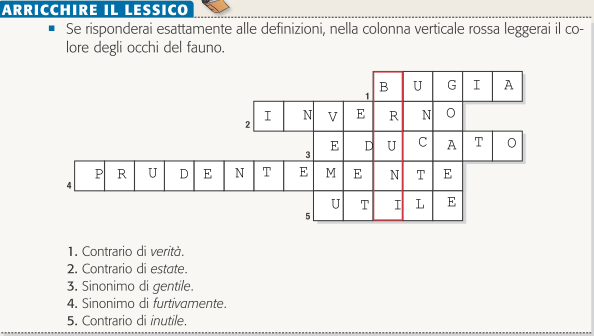 ARRICCHIRE IL LESSICO
Se risponderai esattamente alle definizioni, nella colonna verticale rossa leggerai il co-
lore degli occhi del fauno.
1 B U G I A
2 I N V E R N O
3 E D U C A T O
4 P R U D E N T E M E N T E
5 U T I L E
1. Contrario di verità.
2. Contrario di estate.
3. Sinonimo di gentile.
4. Sinonimo di furtivamente.
5. Contrario di inutile.